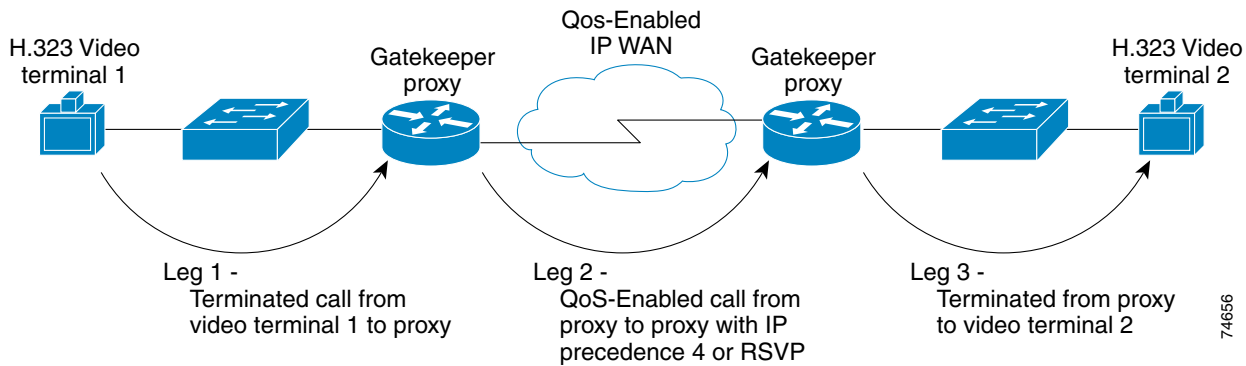 H.323 Video
terminal 1
Gatekeeper
proxy
Qos-Enabled
IP WAN
Gatekeeper
proxy
H.323 Video
terminal 2
Leg 1 -
Terminated call from
video terminal 1 to proxy
Leg 2 -
QoS-Enabled call from
proxy to proxy with IP
precedence 4 or RSVP
Leg 3 -
Terminated from proxy
to video terminal 2
74656